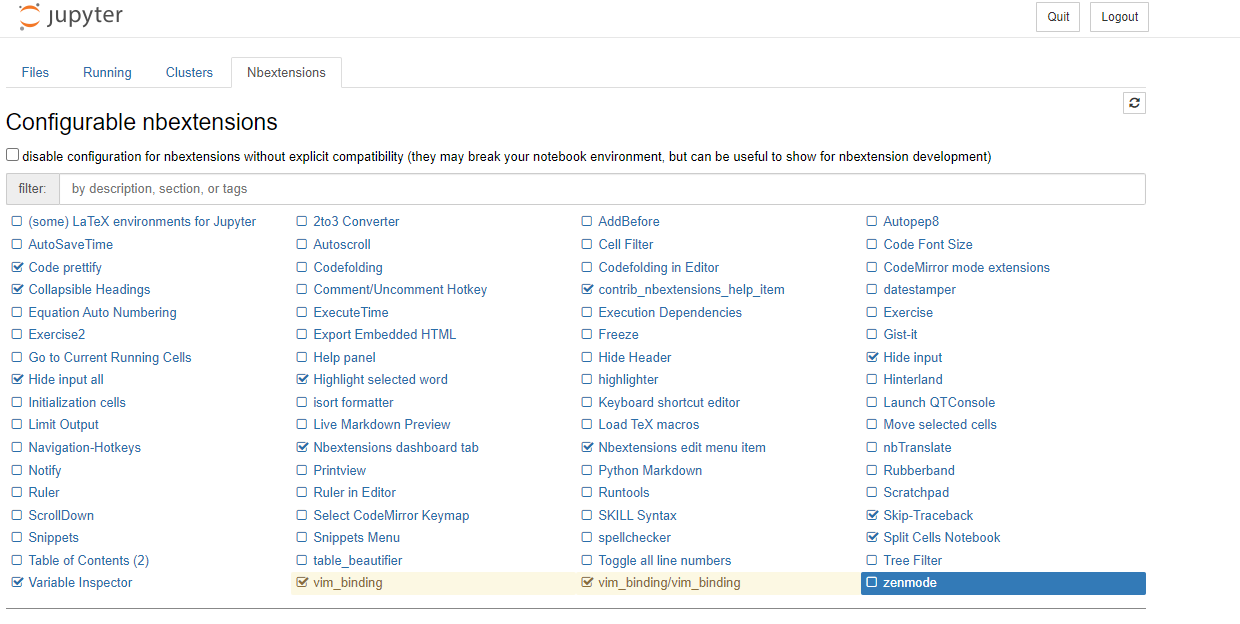 jupyter
Quit
Logout
Files
Running
Clusters
Nbextensions
Configurable nbextensions
disable configuration for nbextensions without explicit compatibility (they may break your notebook environment, but can be useful to show for nbextension development)
filter: by description, section, or tags
(some) LaTeX environments for Jupyter 2to3 Converter AddBefore Autopep8
AutoSaveTime Autoscroll Cell Filter Code Font Size
Code prettify Codefolding Codefolding in Editor CodeMirror mode extensions
Collapsible Headings Comment/Uncomment Hotkey contrib_nbextensions_help_item datestamper
Equation Auto Numbering ExecuteTime Execution Dependencies Exercise
Exercise2 Export Embedded HTML Freeze Gist-it
Go to Current Running Cells Help panel Hide Header Hide input
Hide input all Highlight selected word highlighter Hinterland
Initialization cells isort formatter Keyboard shortcut editor Launch QTConsole
Limit Output Live Markdown Preview Load TeX macros Move selected cells
Navigation-Hotkeys Nbextensions dashboard tab Nbextensions edit menu item nbTranslate
Notify Printview Python Markdown Rubberband
Ruler Ruler in Editor Runtools Scratchpad
ScrollDown Select CodeMirror Keymap SKILL Syntax Skip-Traceback
Snippets Snippets Menu spellchecker Split Cells Notebook
Table of Contents (2) table_beautifier Toggle all line numbers Tree Filter
Variable Inspector vim_binding vim_binding/vim_binding zenmode